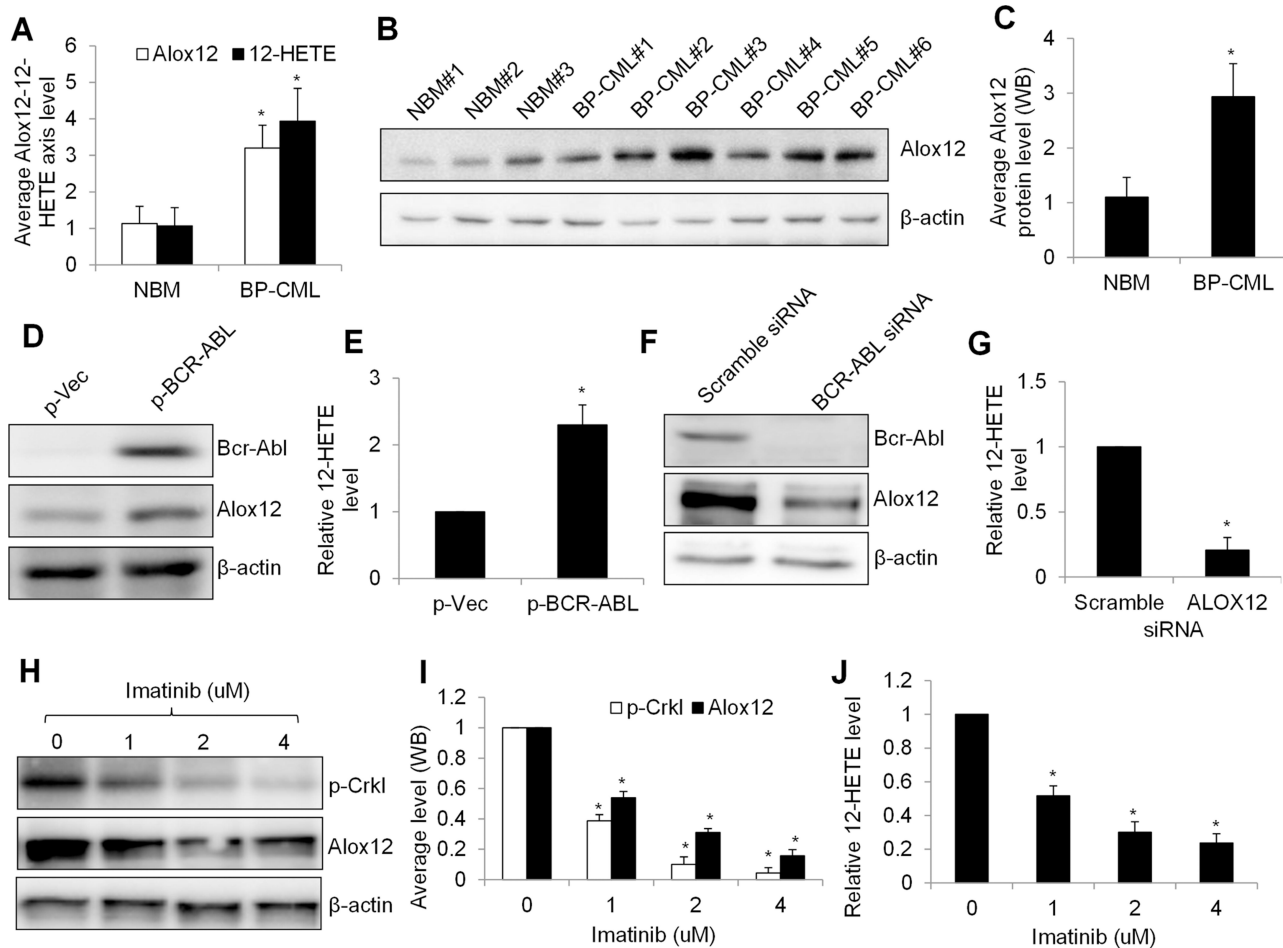 A
Average Alox12-12-
HETE axis level
6
5
4
3
2
1
0
Alox12
12-HETE
*
*
NBM
BP-CML
B
NBM#1
NBM#2
NBM#3
BP-CML#1
BP-CML#2
BP-CML#3
BP-CML#4
BP-CML#5
BP-CML#6
Alox12
β-actin
C
Average Alox12
protein level (WB)
4
3
2
1
0
*
NBM
BP-CML
D
p-Vec
p-BCR-ABL
Bcr-Abl
Alox12
β-actin
E
Relative 12-HETE
level
3
2
1
0
*
p-Vec
p-BCR-ABL
F
Scramble siRNA
BCR-ABL siRNA
Bcr-Abl
Alox12
β-actin
G
Relative 12-HETE
level
1.5
1
0.5
0
*
Scramble
ALOX12
siRNA
H
Imatinib (uM)
0
1
2
4
p-Crkl
Alox12
β-actin
I
Average level (WB)
1.2
1
0.8
0.6
0.4
0.2
0
p-Crkl
Alox12
*
*
*
*
*
*
0
1
2
4
Imatinib (uM)
J
Relative 12-HETE level
1.2
1
0.8
0.6
0.4
0.2
0
*
*
*
0
1
2
4
Imatinib (uM)